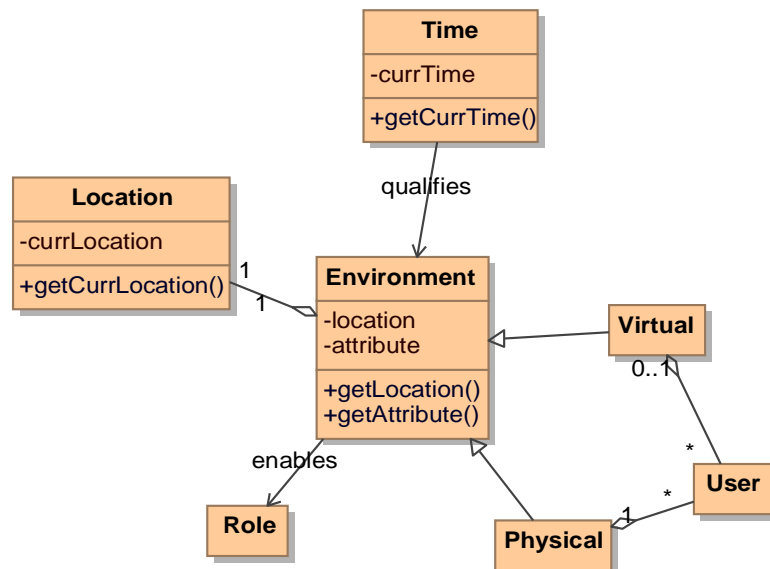 Time
-currTime
+getCurrTime()
qualifies
Location
-currLocation
+getCurrLocation()
1
1
Environment
-location
-attribute
+getLocation()
+getAttribute()
Virtual
0..1
*
User
enables
Role
*
1
Physical